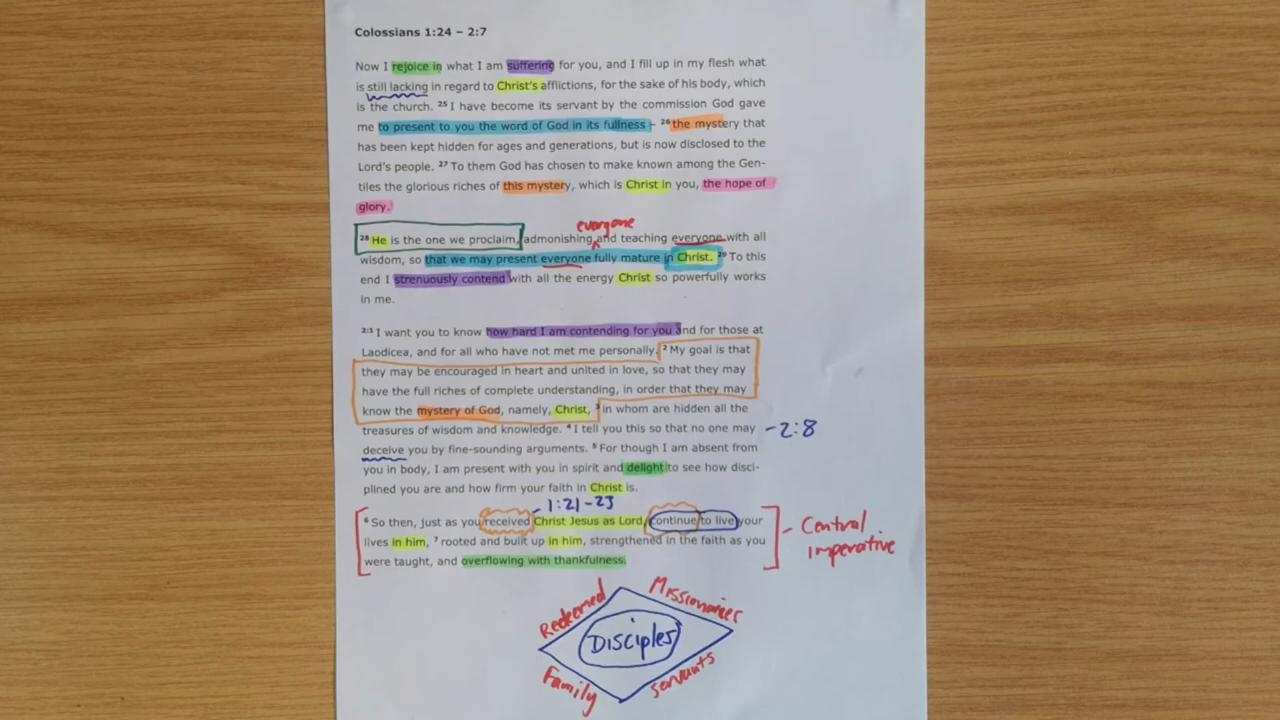 Colossians 1:24 – 2:7
Now I rejoice in what I am suffering for you, and I fill up in my flesh what
is still lacking in regard to Christ's afflictions, for the sake of his body, which
is the church. 25 I have become its servant by the commission God gave
me to present to you the word of God in its fullness – 26 the mystery that
has been kept hidden for ages and generations, but is now disclosed to the
Lord's people. 27 To them God has chosen to make known among the Gen-
tiles the glorious riches of this mystery, which is Christ in you, the hope of
glory.
everyone
28 He is the one we proclaim, admonishing and teaching everyone with all
wisdom, so that we may present everyone fully mature in Christ. 29 To this
end I strenuously contend with all the energy Christ so powerfully works
in me.
2:1 I want you to know how hard I am contending for you and for those at
Laodicea, and for all who have not met me personally. 2 My goal is that
they may be encouraged in heart and united in love, so that they may
have the full riches of complete understanding, in order that they may
know the mystery of God, namely, Christ, 3 in whom are hidden all the
treasures of wisdom and knowledge. 4 I tell you this so that no one may – 2:8
deceive you by fine-sounding arguments. 5 For though I am absent from
you in body, I am present with you in spirit and delight to see how disci-
plined you are and how firm your faith in Christ is.
– 1:21-23
6 So then, just as you received Christ Jesus as Lord, continue to live your
lives in him, 7 rooted and built up in him, strengthened in the faith as you
were taught, and overflowing with thankfulness.
– Central
imperative
Redeemed
Missionaries
Disciples
Family
servants